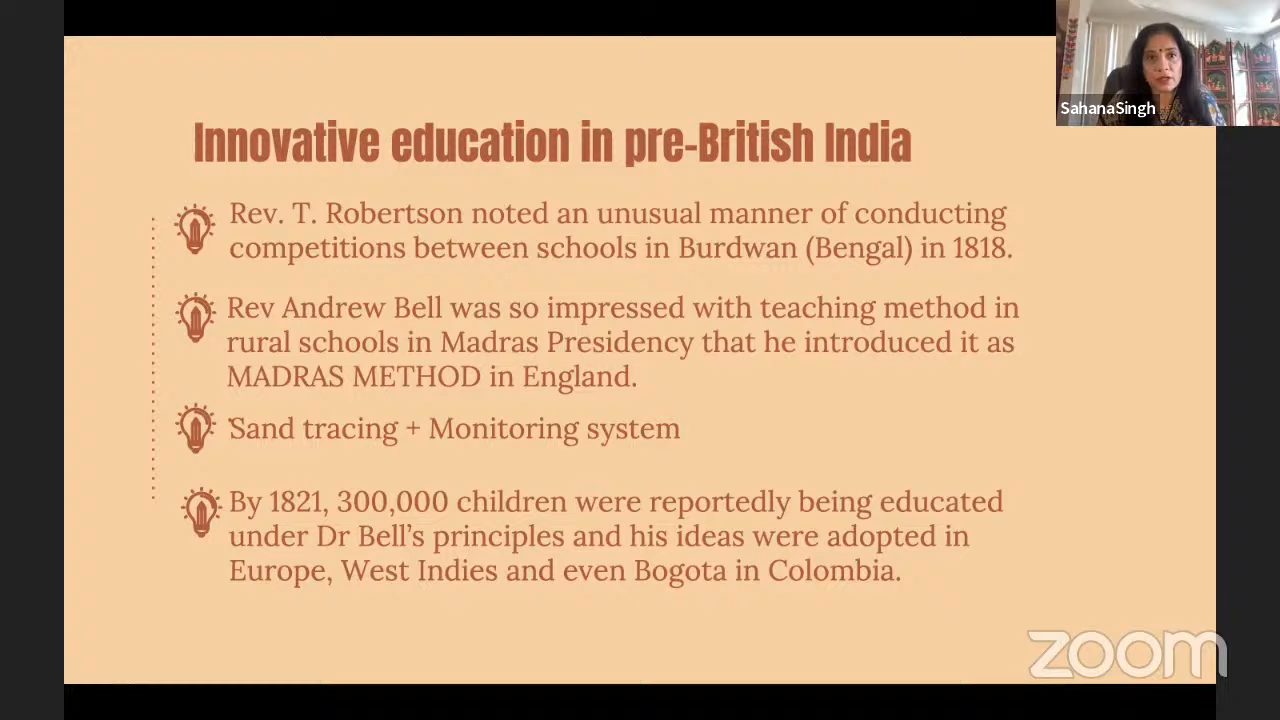 SahanaSingh
Innovative education in pre-British India
Rev. T. Robertson noted an unusual manner of conducting
competitions between schools in Burdwan (Bengal) in 1818.
Rev Andrew Bell was so impressed with teaching method in
rural schools in Madras Presidency that he introduced it as
MADRAS METHOD in England.
Sand tracing + Monitoring system
By 1821, 300,000 children were reportedly being educated
under Dr Bell’s principles and his ideas were adopted in
Europe, West Indies and even Bogota in Colombia.
zoom